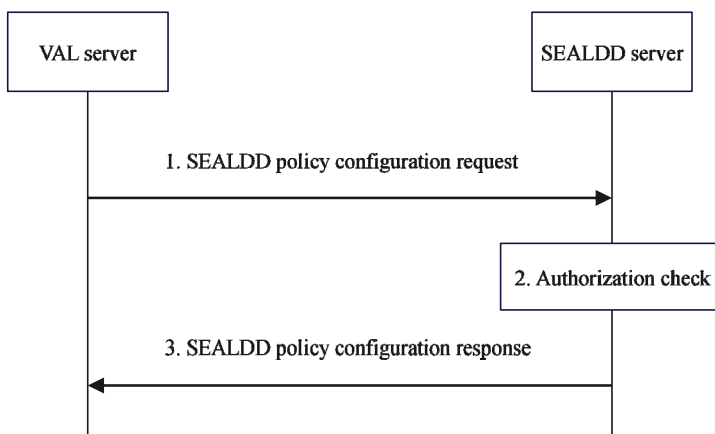 VAL server
SEALDD server
1. SEALDD policy configuration request
2. Authorization check
3. SEALDD policy configuration response